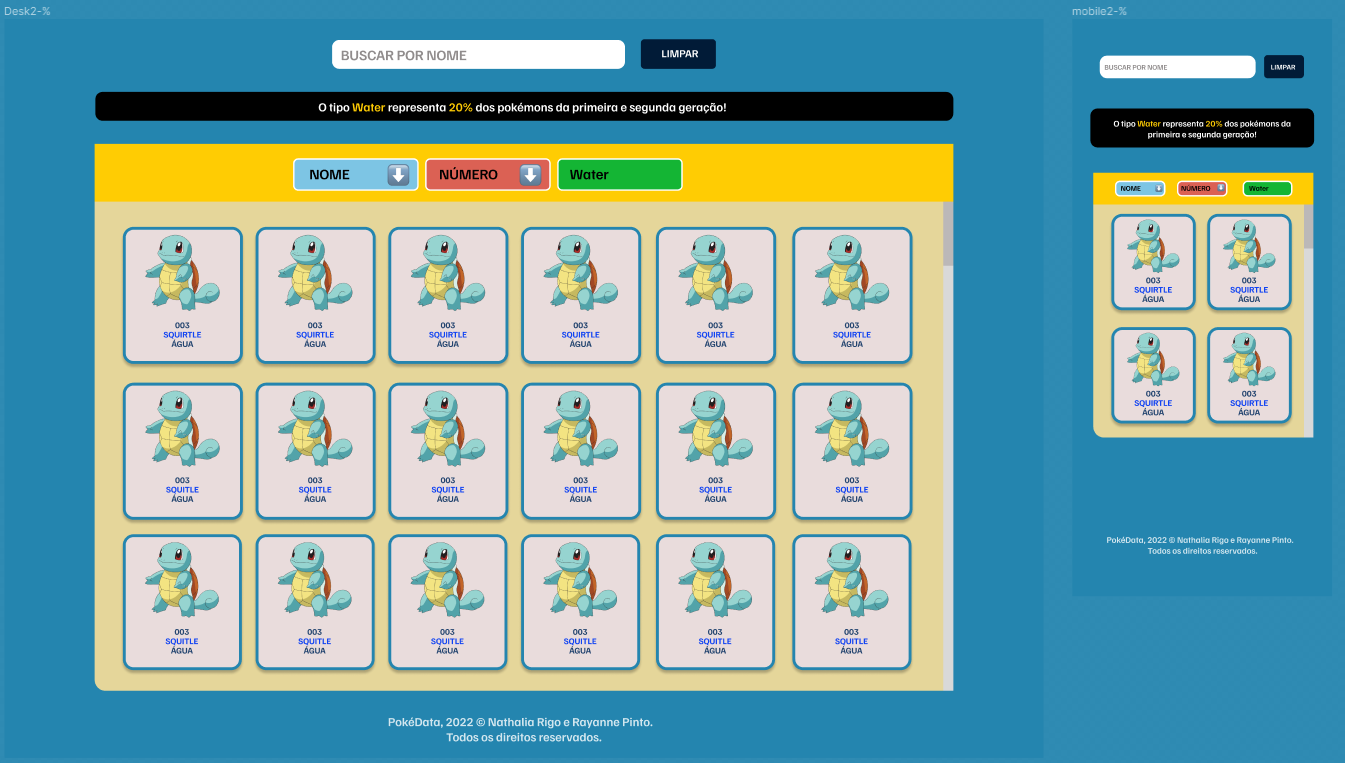 Desk2-%
BUSCAR POR NOME
LIMPAR
O tipo Water representa 20% dos pokémons da primeira e segunda geração!
NOME
NÚMERO
Water
003
SQUIRTLE
ÁGUA
003
SQUIRTLE
ÁGUA
003
SQUIRTLE
ÁGUA
003
SQUIRTLE
ÁGUA
003
SQUIRTLE
ÁGUA
003
SQUIRTLE
ÁGUA
003
SQUITLE
ÁGUA
003
SQUITLE
ÁGUA
003
SQUITLE
ÁGUA
003
SQUITLE
ÁGUA
003
SQUITLE
ÁGUA
003
SQUITLE
ÁGUA
003
SQUITLE
ÁGUA
003
SQUITLE
ÁGUA
003
SQUITLE
ÁGUA
003
SQUITLE
ÁGUA
003
SQUITLE
ÁGUA
003
SQUITLE
ÁGUA
PokéData, 2022 © Nathalia Rigo e Rayanne Pinto.
Todos os direitos reservados.
mobile2-%
BUSCAR POR NOME
LIMPAR
O tipo Water representa 20% dos pokémons da
primeira e segunda geração!
NOME
NÚMERO
Water
003
SQUIRTLE
ÁGUA
003
SQUIRTLE
ÁGUA
003
SQUIRTLE
ÁGUA
003
SQUIRTLE
ÁGUA
PokéData, 2022 © Nathalia Rigo e Rayanne Pinto.
Todos os direitos reservados.